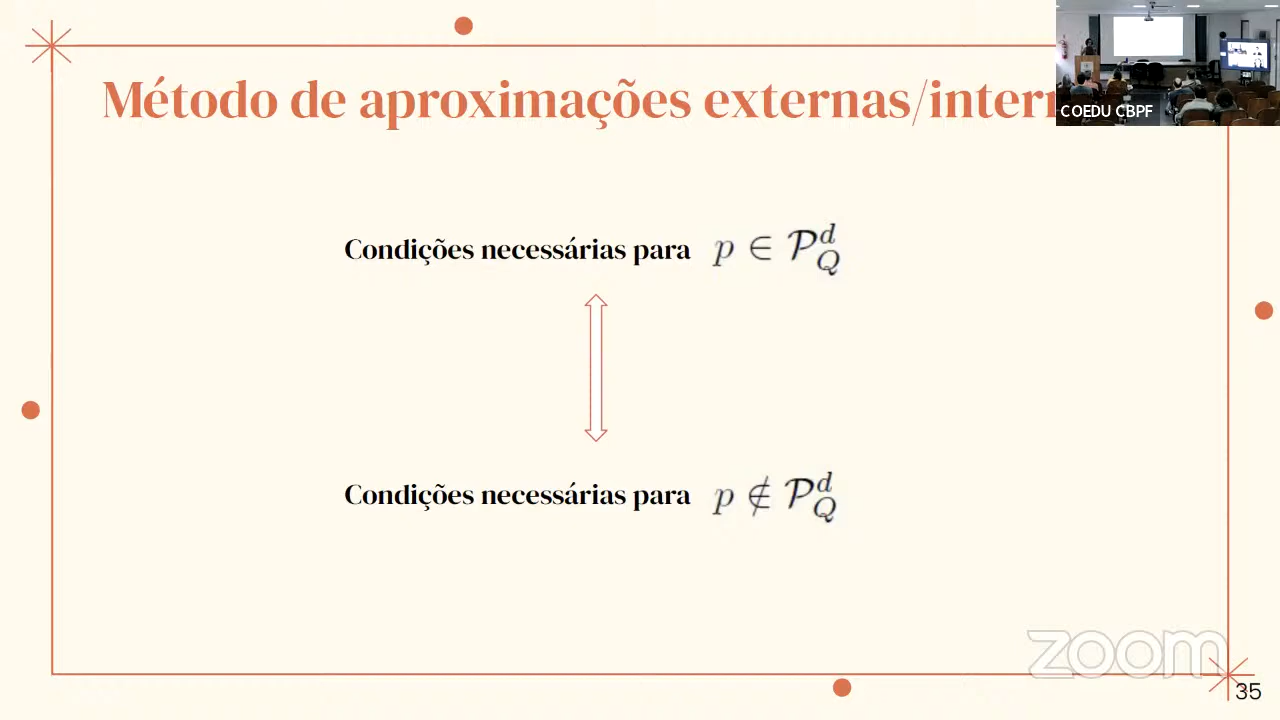 Método de aproximações externas/intern
COEDU CBPF
Condições necessárias para p ∈ 𝒫_Q^d
Condições necessárias para p ∉ 𝒫_Q^d
zoom
35